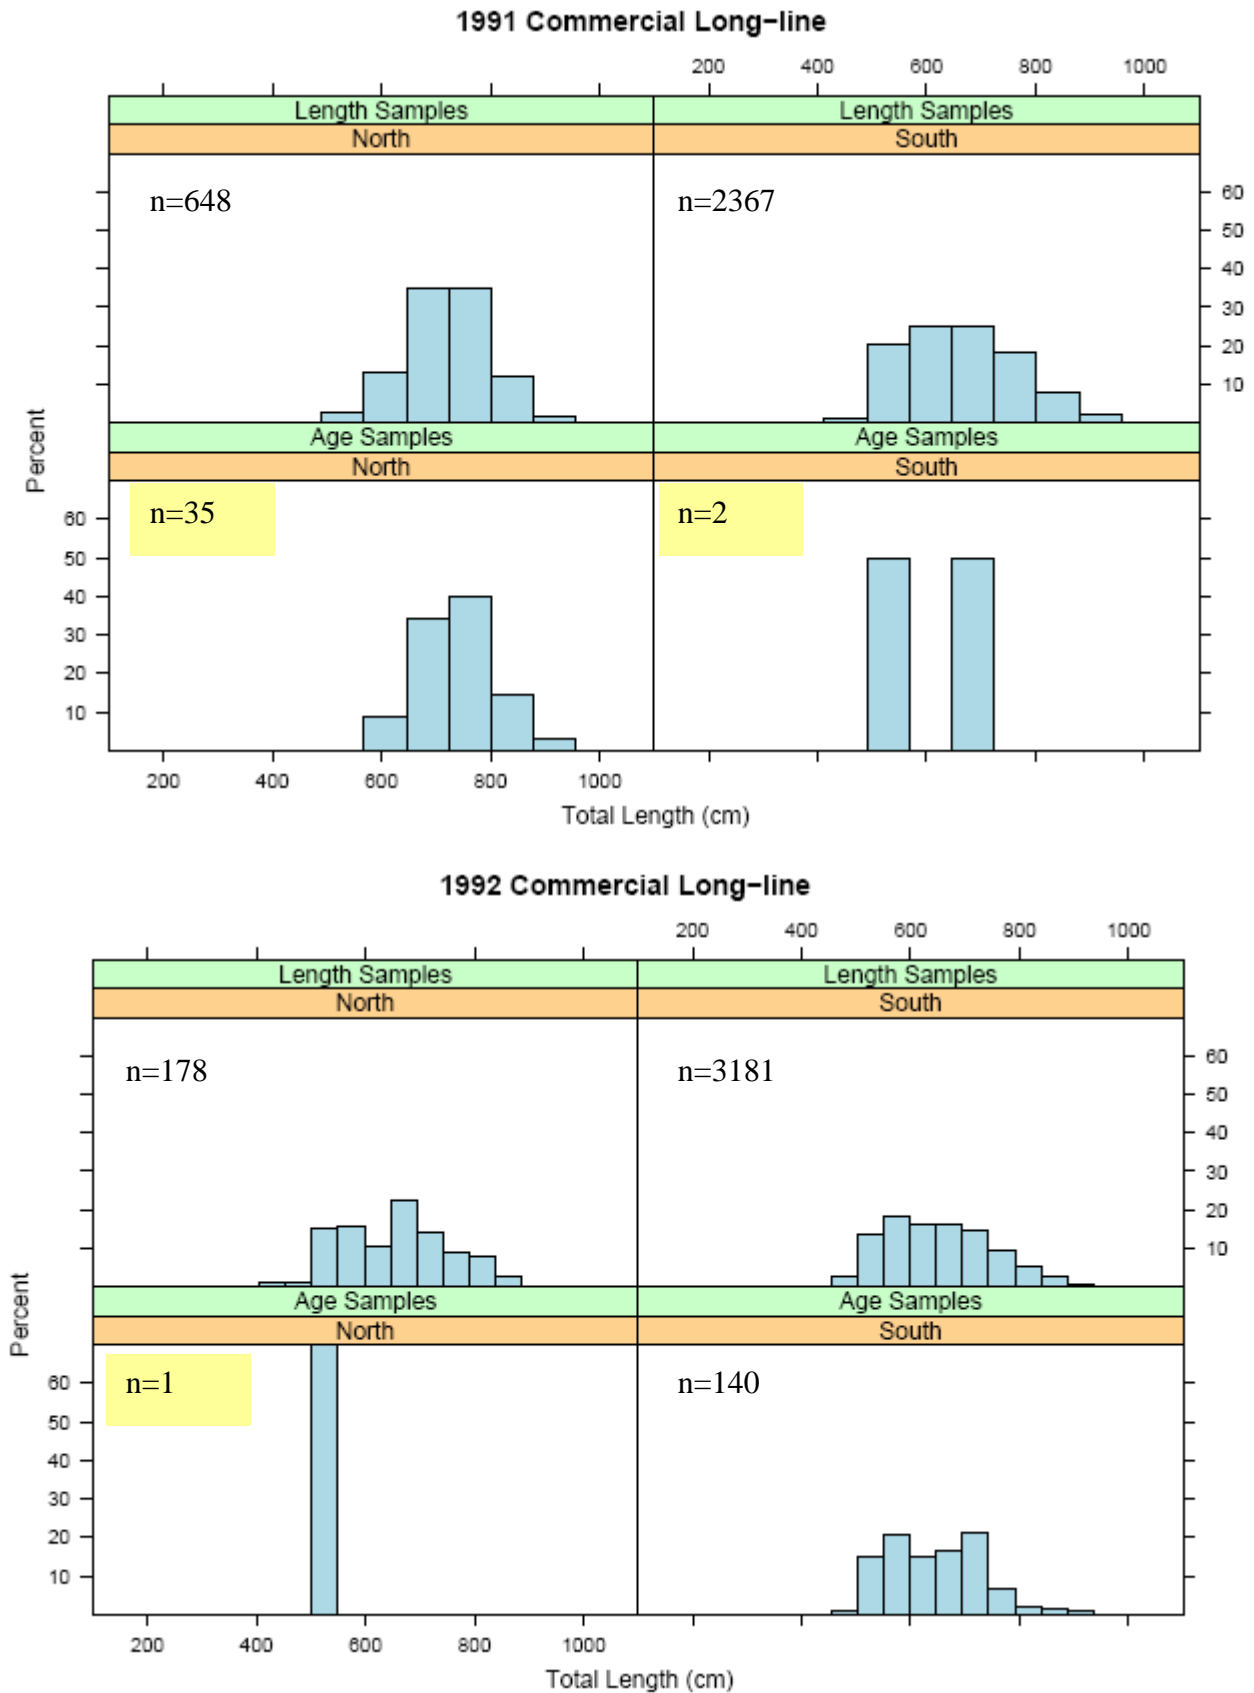 1991 Commercial Long-line
200 400 600 800 1000
Length Samples Length Samples
North South
n=648 n=2367
60
50
40
30
20
10
Age Samples Age Samples
North South
n=35 n=2
60
50
40
30
20
10
Percent
200 400 600 800 1000
Total Length (cm)
1992 Commercial Long-line
200 400 600 800 1000
Length Samples Length Samples
North South
n=178 n=3181
60
50
40
30
20
10
Age Samples Age Samples
North South
n=1 n=140
60
50
40
30
20
10
Percent
200 400 600 800 1000
Total Length (cm)